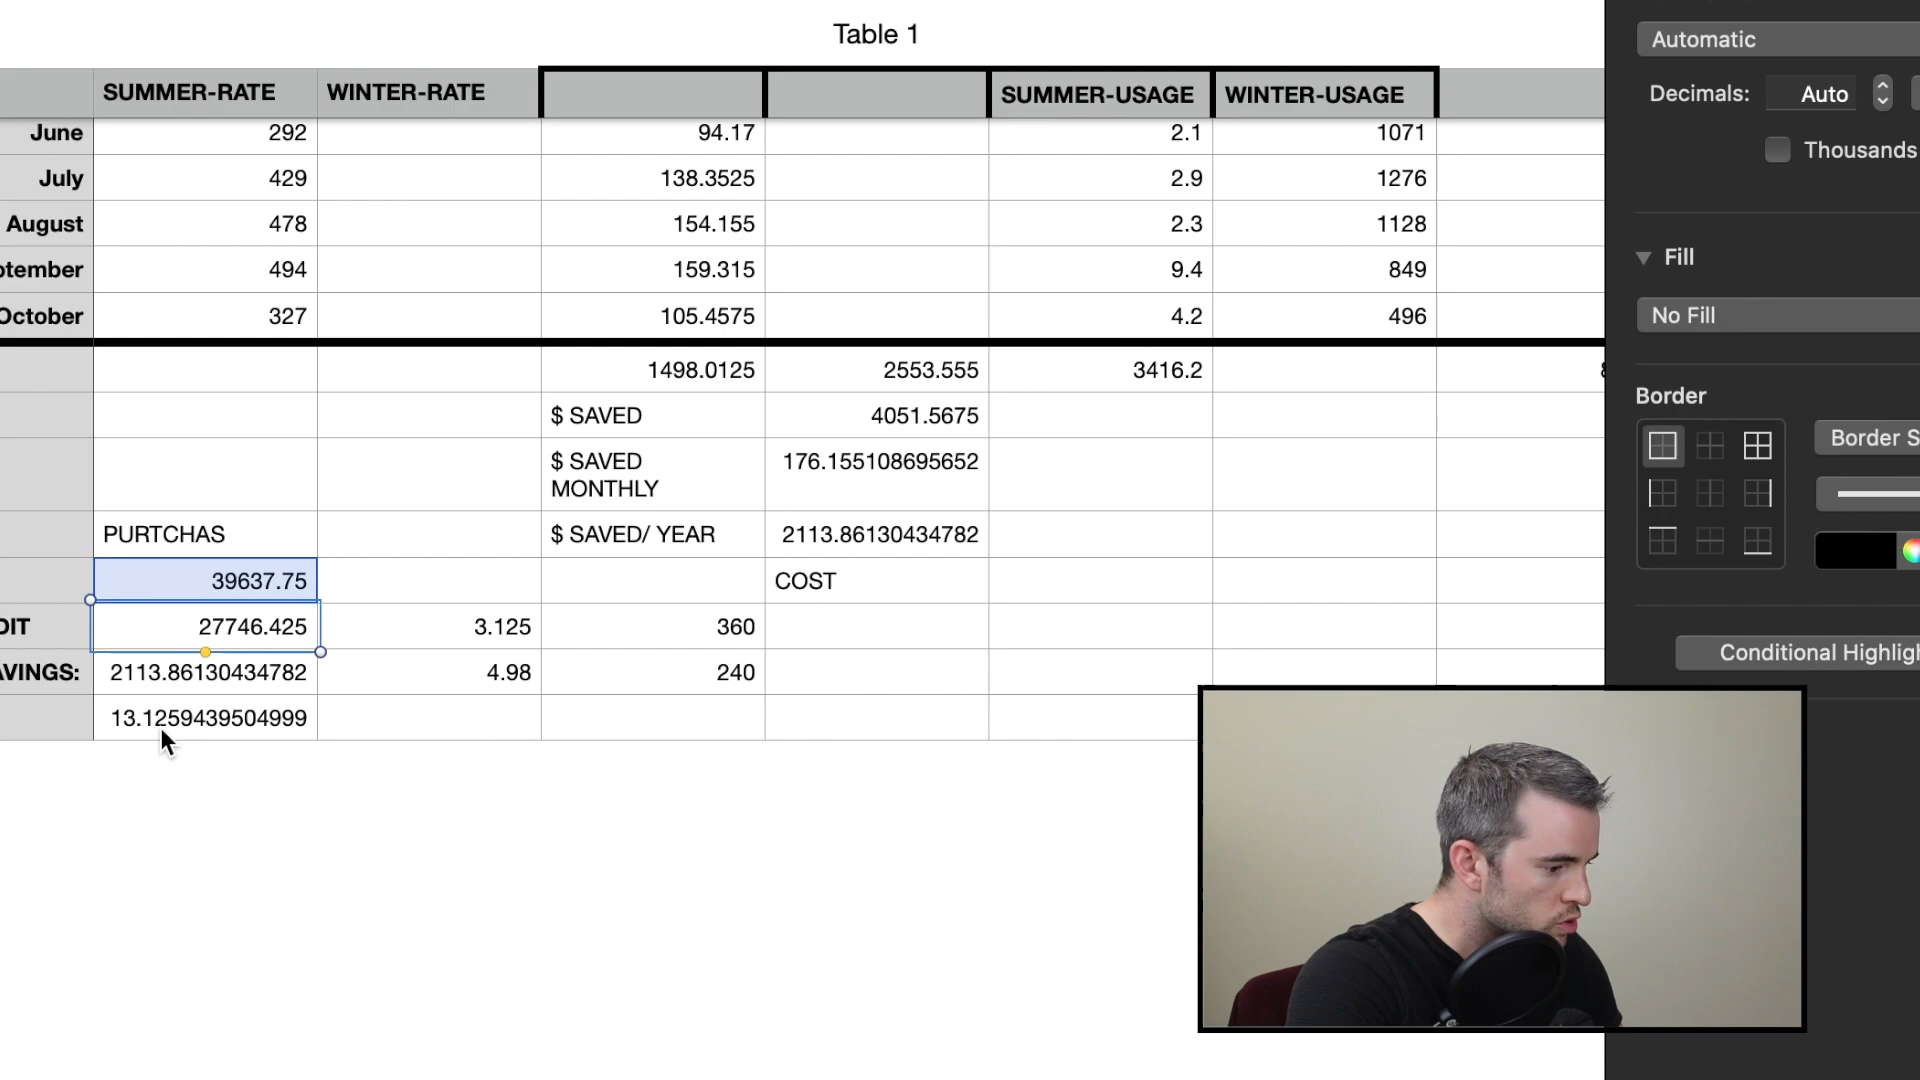 Table 1
SUMMER-RATE WINTER-RATE SUMMER-USAGE WINTER-USAGE
June 292 94.17 2.1 1071
July 429 138.3525 2.9 1276
August 478 154.155 2.3 1128
ptember 494 159.315 9.4 849
October 327 105.4575 4.2 496
1498.0125 2553.555 3416.2
$ SAVED 4051.5675
$ SAVED 176.155108695652
MONTHLY
PURTCHAS $ SAVED/ YEAR 2113.86130434782
39637.75 COST
DIT 27746.425 3.125 360
AVINGS: 2113.86130434782 4.98 240
13.1259439504999
Automatic
Decimals: Auto
Thousands
Fill
No Fill
Border
Border S
Conditional Highlig